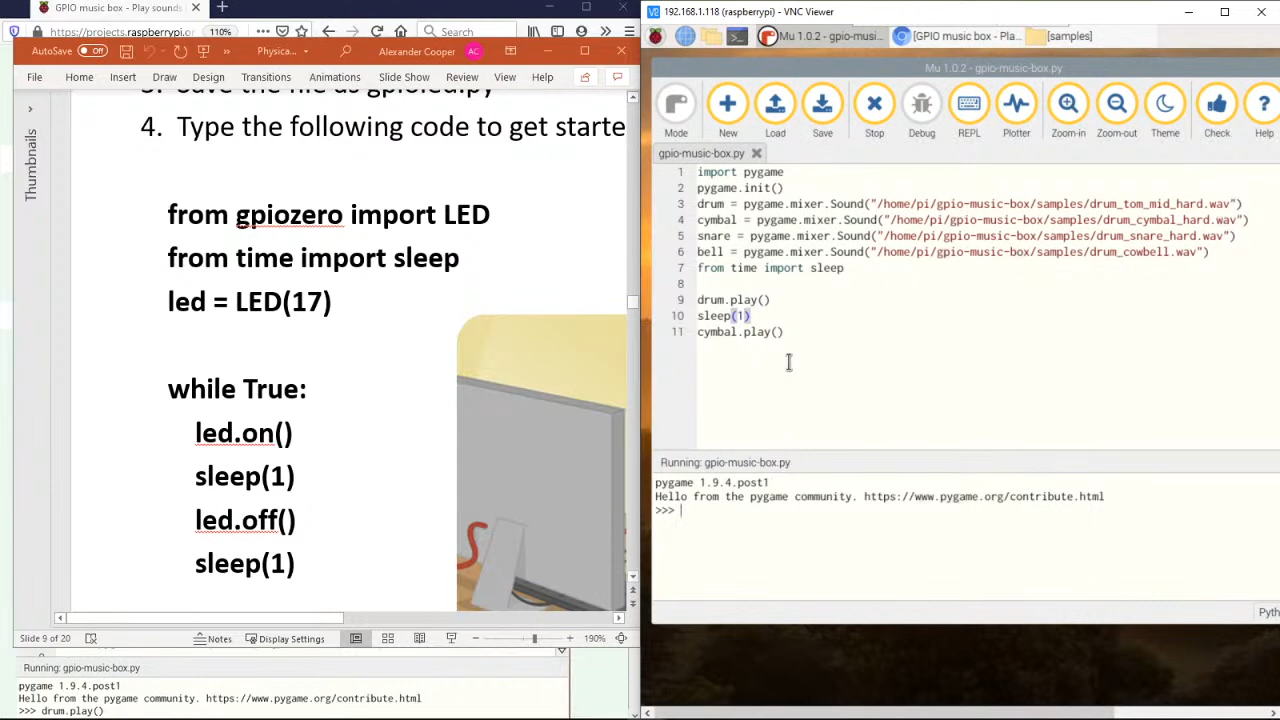 GPIO music box - Play sounds
https://projects.raspberrypi
110%
Search
AutoSave
Off
Physica...
Alexander Cooper
AC
File Home Insert Draw Design Transitions Animations Slide Show Review View Help
Thumbnails
3. Save the file as gpioled.py
4. Type the following code to get starte
from gpiozero import LED
from time import sleep
led = LED(17)
while True:
led.on()
sleep(1)
led.off()
sleep(1)
Slide 9 of 20
Notes
Display Settings
190%
Running: gpio-music-box.py
pygame 1.9.4.post1
Hello from the pygame community. https://www.pygame.org/contribute.html
>>> drum.play()
192.168.1.118 (raspberrypi) - VNC Viewer
Mu 1.0.2 - gpio-musi...
[GPIO music box - Pla...
[samples]
Mu 1.0.2 - gpio-music-box.py
Mode New Load Save Stop Debug REPL Plotter Zoom-in Zoom-out Theme Check Help
gpio-music-box.py
1 import pygame
2 pygame.init()
3 drum = pygame.mixer.Sound("/home/pi/gpio-music-box/samples/drum_tom_mid_hard.wav")
4 cymbal = pygame.mixer.Sound("/home/pi/gpio-music-box/samples/drum_cymbal_hard.wav")
5 snare = pygame.mixer.Sound("/home/pi/gpio-music-box/samples/drum_snare_hard.wav")
6 bell = pygame.mixer.Sound("/home/pi/gpio-music-box/samples/drum_cowbell.wav")
7 from time import sleep
8
9 drum.play()
10 sleep(1)
11 cymbal.play()
Running: gpio-music-box.py
pygame 1.9.4.post1
Hello from the pygame community. https://www.pygame.org/contribute.html
>>>
Pyth